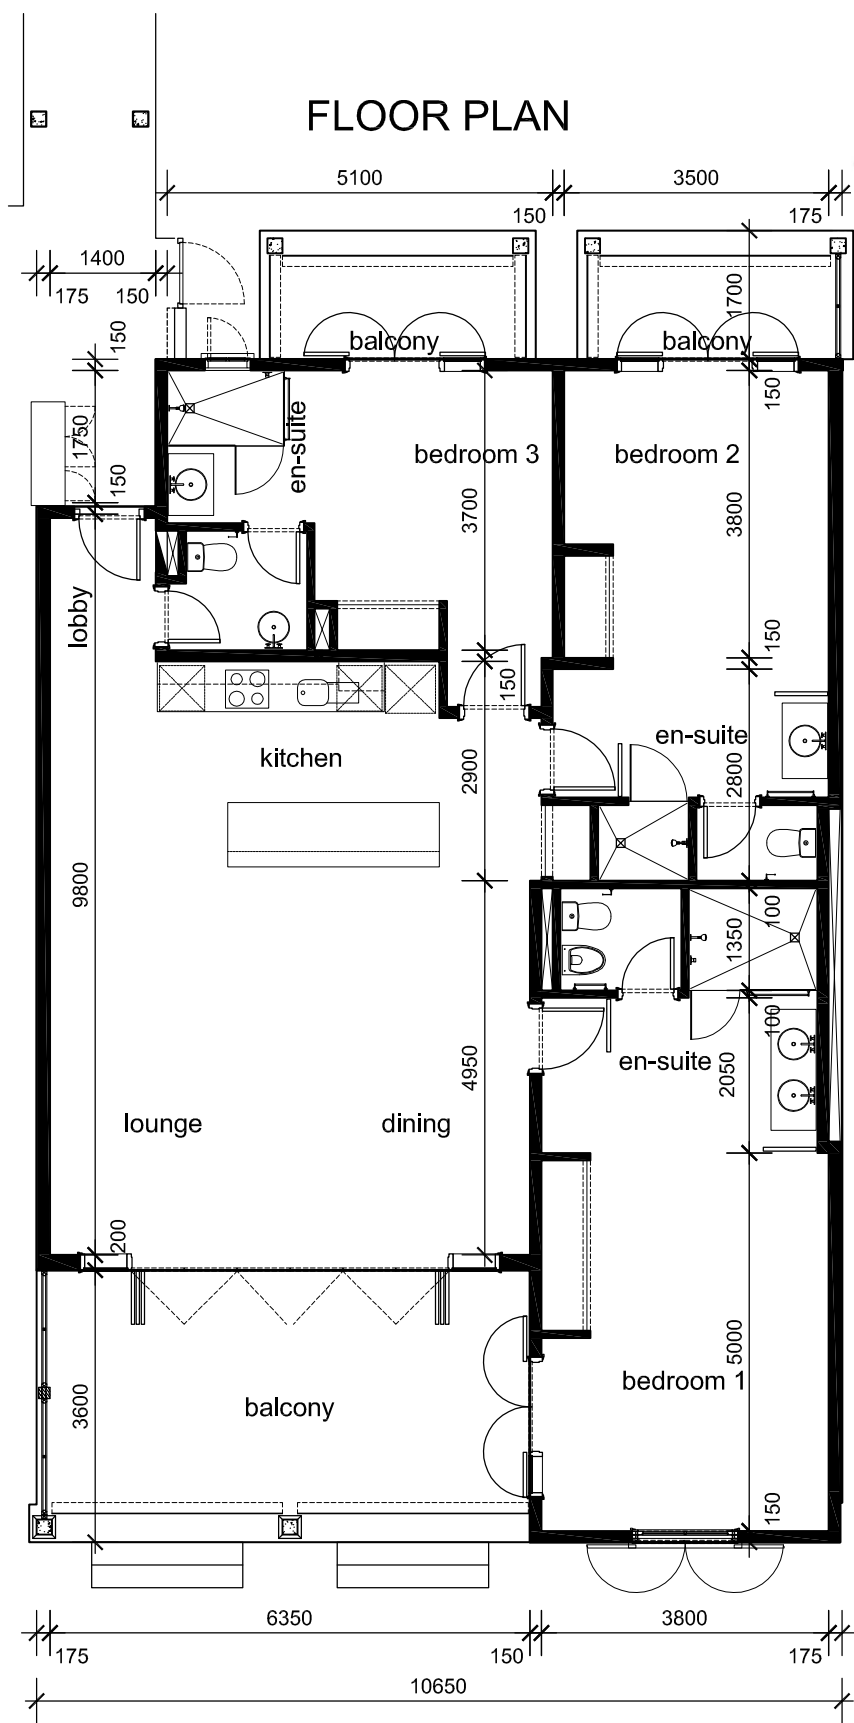 FLOOR PLAN
5100
3500
150
175
1400
175
150
1700
balcony
balcony
150
150
1750
en-suite
bedroom 3
bedroom 2
150
3700
3800
lobby
150
150
kitchen
en-suite
2900
2800
9800
100
1350
100
en-suite
2050
4950
lounge
dining
200
5000
bedroom 1
3600
balcony
150
6350
3800
175
150
175
10650